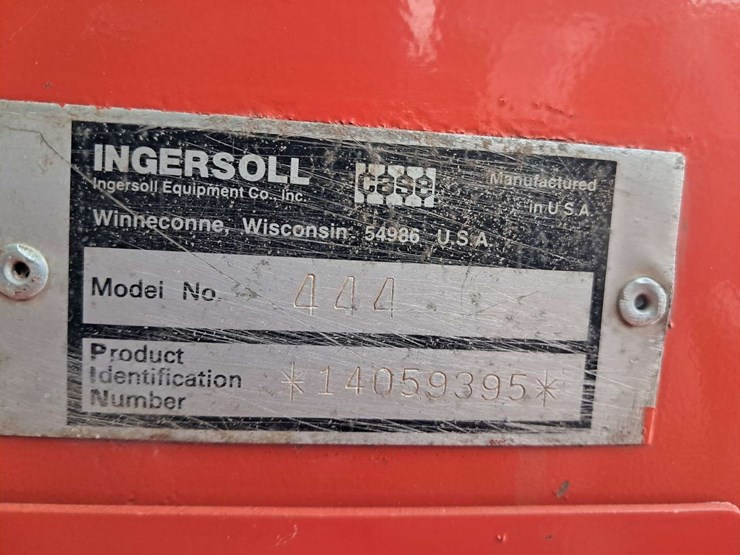 INGERSOLL
Ingersoll Equipment Co., Inc.
CASE
Manufactured
in U.S.A.
Winneconne, Wisconsin 54986 U.S.A.
Model No. 444
Product
Identification
Number
*14059395*